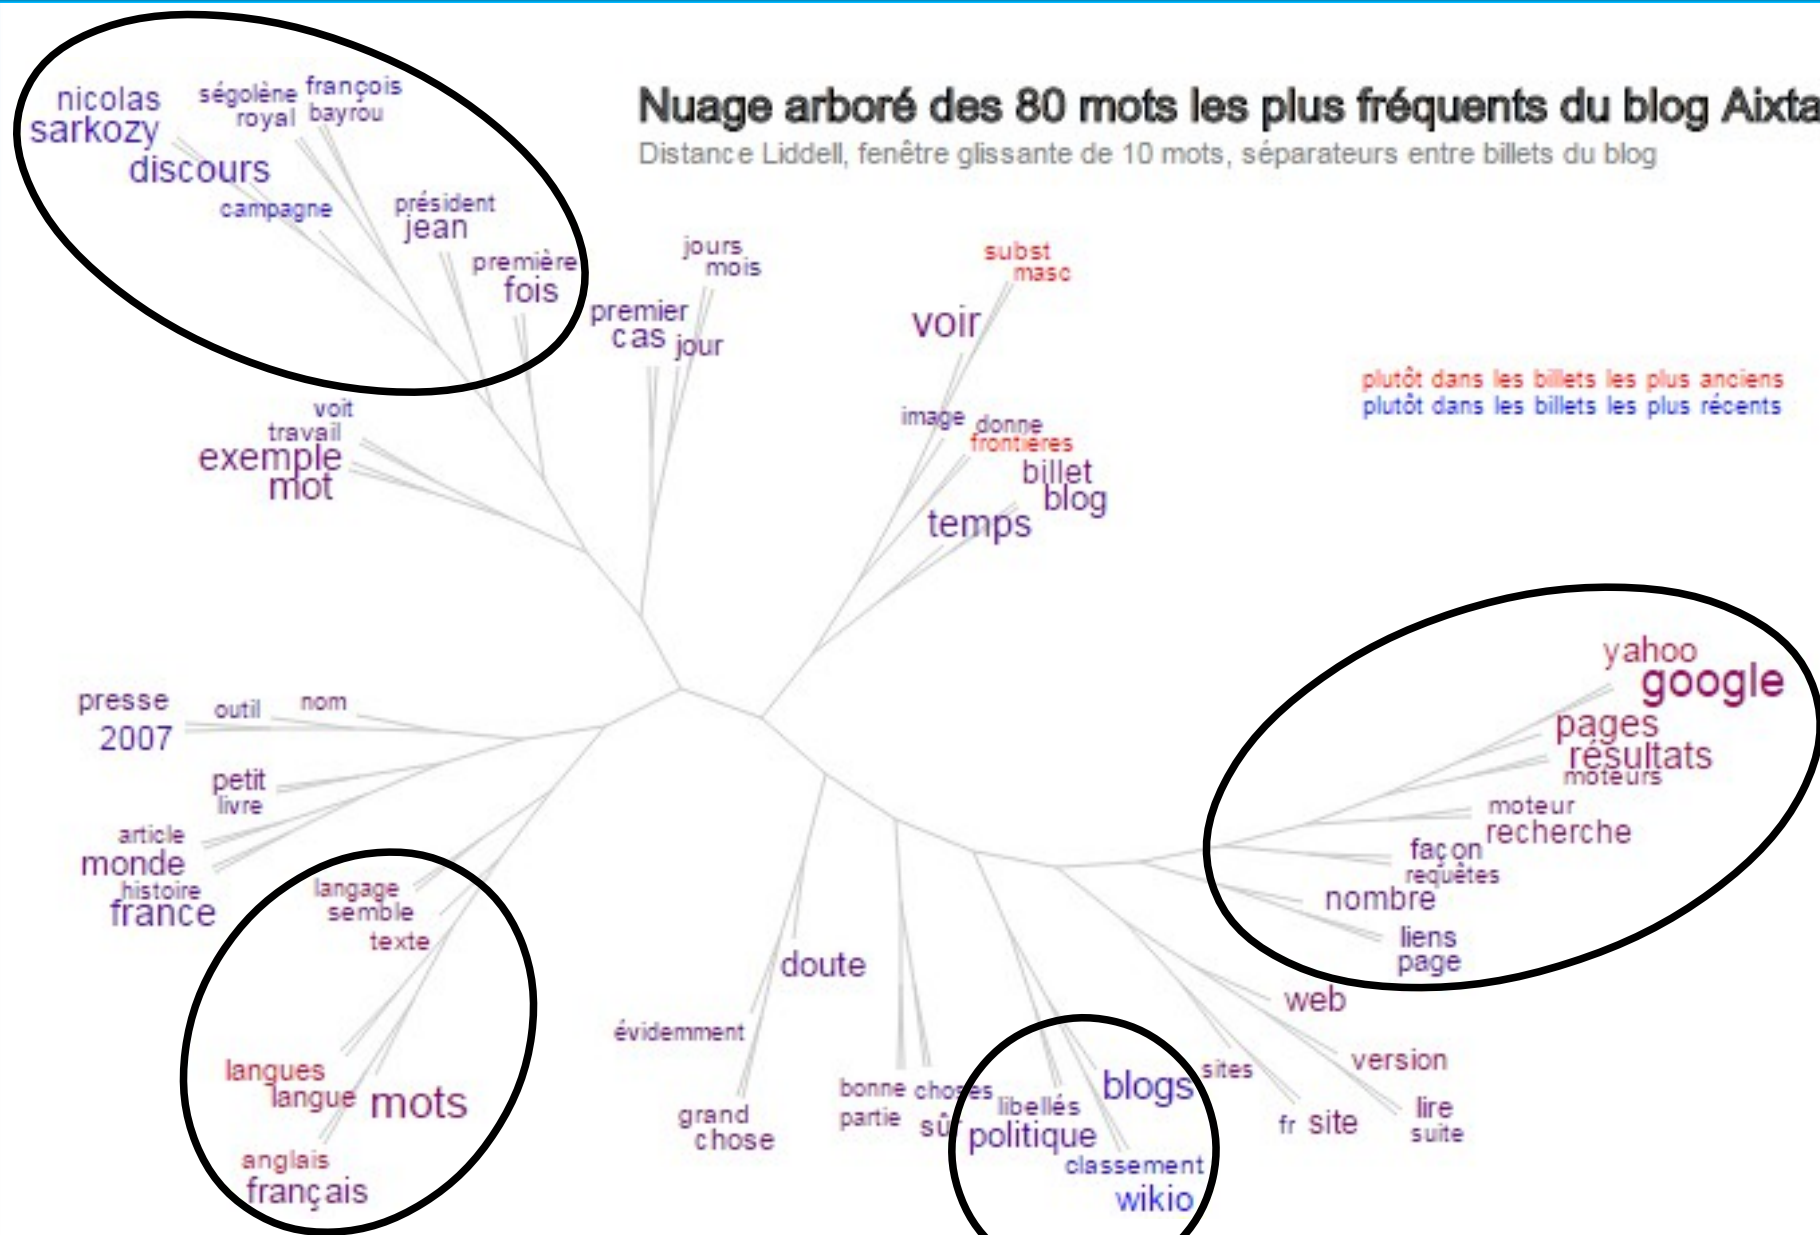 Nuage arboré des 80 mots les plus fréquents du blog Aixta
Distance Liddell, fenêtre glissante de 10 mots, séparateurs entre billets du blog
nicolas
sarkozy
ségolène
royal
françois
bayrou
discours
campagne
président
jean
première
fois
jours
mois
premier
cas
jour
subst
masc
voir
plutôt dans les billets les plus anciens
plutôt dans les billets les plus récents
image
donne
frontières
billet
blog
temps
voit
travail
exemple
mot
yahoo
google
pages
résultats
moteurs
moteur
recherche
façon
requêtes
nombre
liens
page
presse
2007
outil
nom
petit
livre
article
monde
histoire
france
langage
semble
texte
langues
langue
mots
anglais
français
doute
évidemment
grand
chose
bonne
partie
choses
sûr
libellés
politique
blogs
classement
wikio
web
sites
version
fr
site
lire
suite